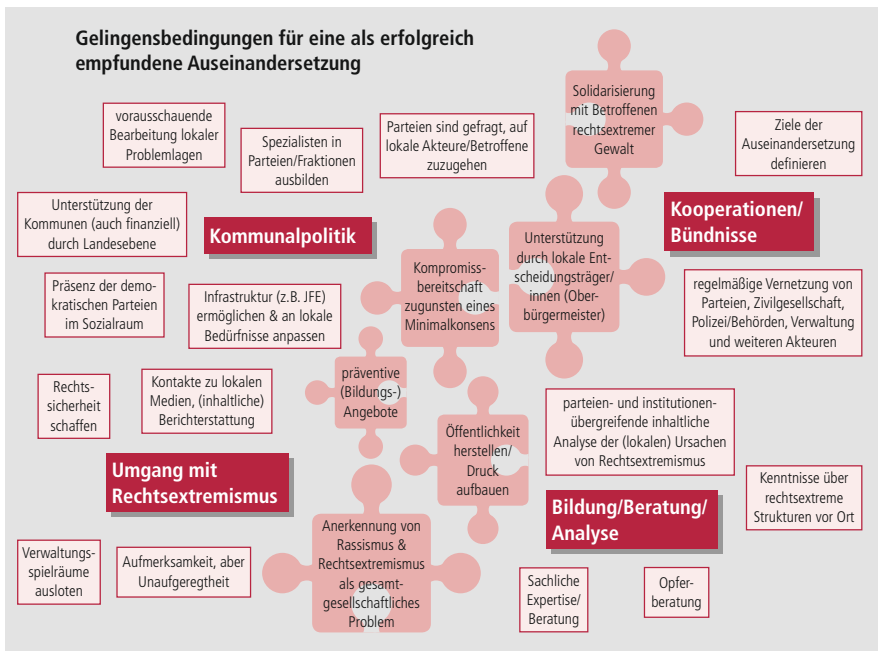 Gelingensbedingungen für eine als erfolgreich
empfundene Auseinandersetzung
vorausschauende
Bearbeitung lokaler
Problemlagen
Spezialisten in
Parteien/Fraktionen
ausbilden
Parteien sind gefragt, auf
lokale Akteure/Betroffene
zuzugehen
Solidarisierung
mit Betroffenen
rechtsextremer
Gewalt
Ziele der
Auseinandersetzung
definieren
Unterstützung der
Kommunen (auch finanziell)
durch Landesebene
Kommunalpolitik
Kooperationen/
Bündnisse
Unterstützung
durch lokale Ent-
scheidungsträger/
innen (Ober-
bürgermeister)
Kompromiss-
bereitschaft
zugunsten eines
Minimalkonsens
Präsenz der demo-
kratischen Parteien
im Sozialraum
Infrastruktur (z.B. JFE)
ermöglichen & an lokale
Bedürfnisse anpassen
regelmäßige Vernetzung von
Parteien, Zivilgesellschaft,
Polizei/Behörden, Verwaltung
und weiteren Akteuren
Rechts-
sicherheit
schaffen
Kontakte zu lokalen
Medien, (inhaltliche)
Berichterstattung
präventive
(Bildungs-)
Angebote
parteien- und institutionen-
übergreifende inhaltliche
Analyse der (lokalen) Ursachen
von Rechtsextremismus
Öffentlichkeit
herstellen/
Druck
aufbauen
Umgang mit
Rechtsextremismus
Kenntnisse über
rechtsextreme
Strukturen vor Ort
Bildung/Beratung/
Analyse
Anerkennung von
Rassismus &
Rechtsextremismus
als gesamt-
gesellschaftliches
Problem
Verwaltungs-
spielräume
ausloten
Aufmerksamkeit, aber
Unaufgeregtheit
Sachliche
Expertise/
Beratung
Opfer-
beratung